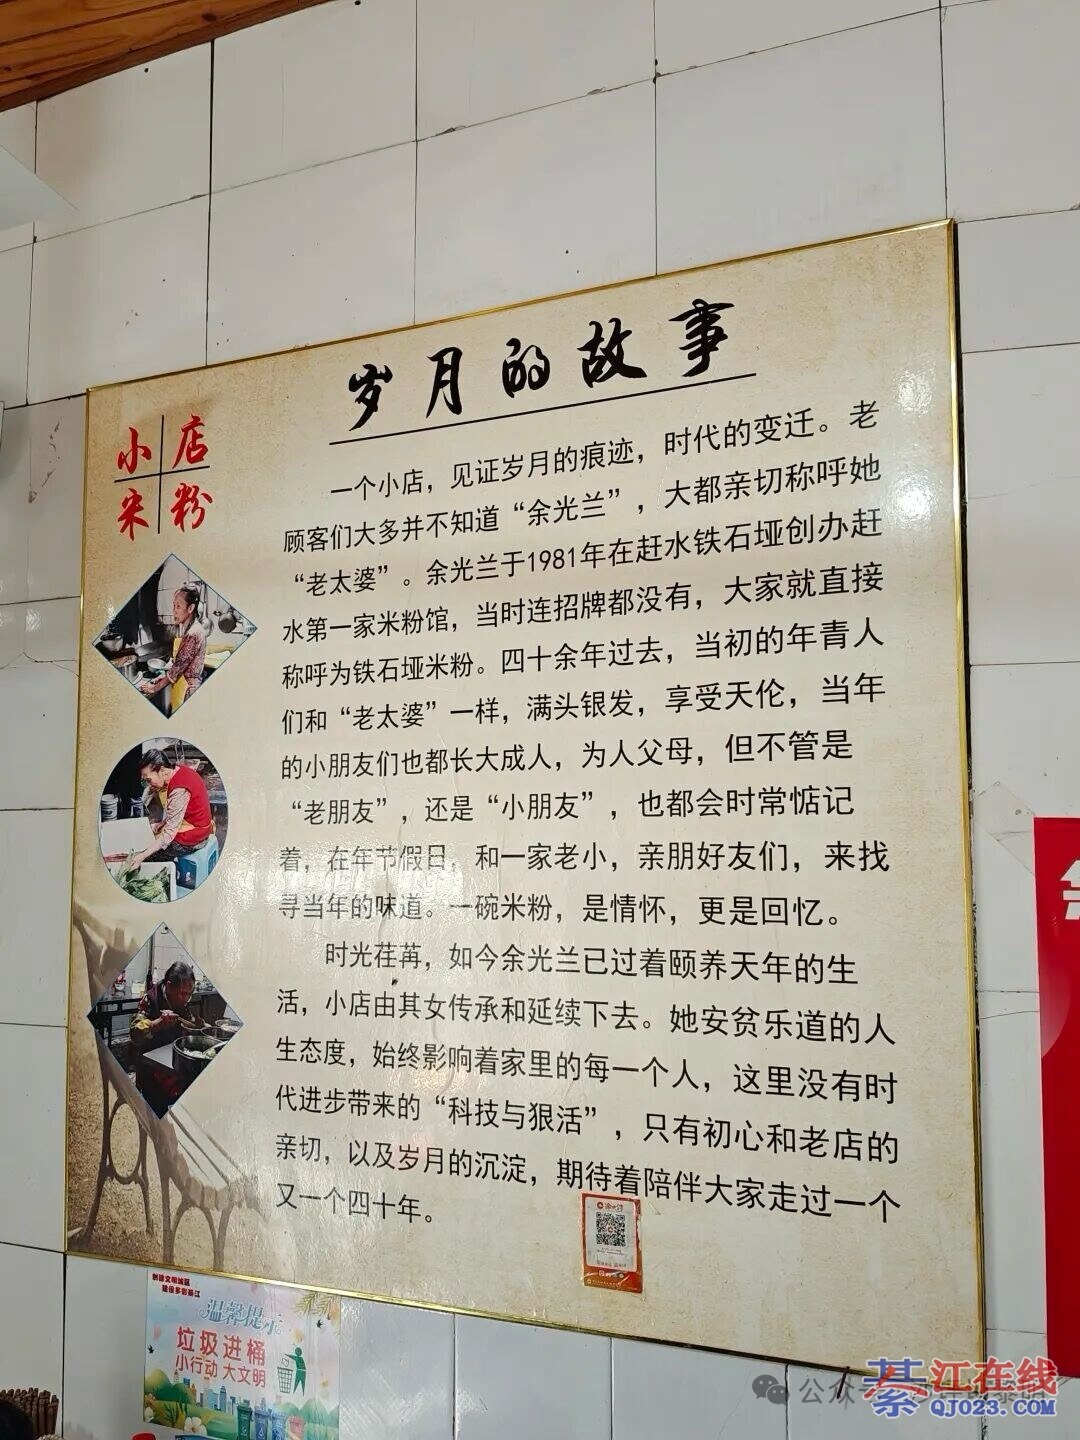 岁月的故事
小店
米粉
一个小店，见证岁月的痕迹，时代的变迁。老
顾客们大多并不知道“余光兰”，大都亲切称呼她
“老太婆”。余光兰于1981年在赶水铁石垭创办赶
水第一家米粉馆，当时连招牌都没有，大家就直接
称呼为铁石垭米粉。四十余年过去，当初的年青人
们和“老太婆”一样，满头银发，享受天伦，当年
的小朋友们也都长大成人，为人父母，但不管是
“老朋友”，还是“小朋友”，也都会时常惦记
着，在年节假日，和一家老小，亲朋好友们，来找
寻当年的味道。一碗米粉，是情怀，更是回忆。
时光荏苒，如今余光兰已过着颐养天年的生
活，小店由其女传承和延续下去。她安贫乐道的人
生态度，始终影响着家里的每一个人，这里没有时
代进步带来的“科技与狠活”，只有初心和老店的
亲切，以及岁月的沉淀，期待着陪伴大家走过一个
又一个四十年。
创建文明城区
建设多彩綦江
温馨提示
垃圾进桶
小行动 大文明
公众号
綦江在线
QJ023.COM